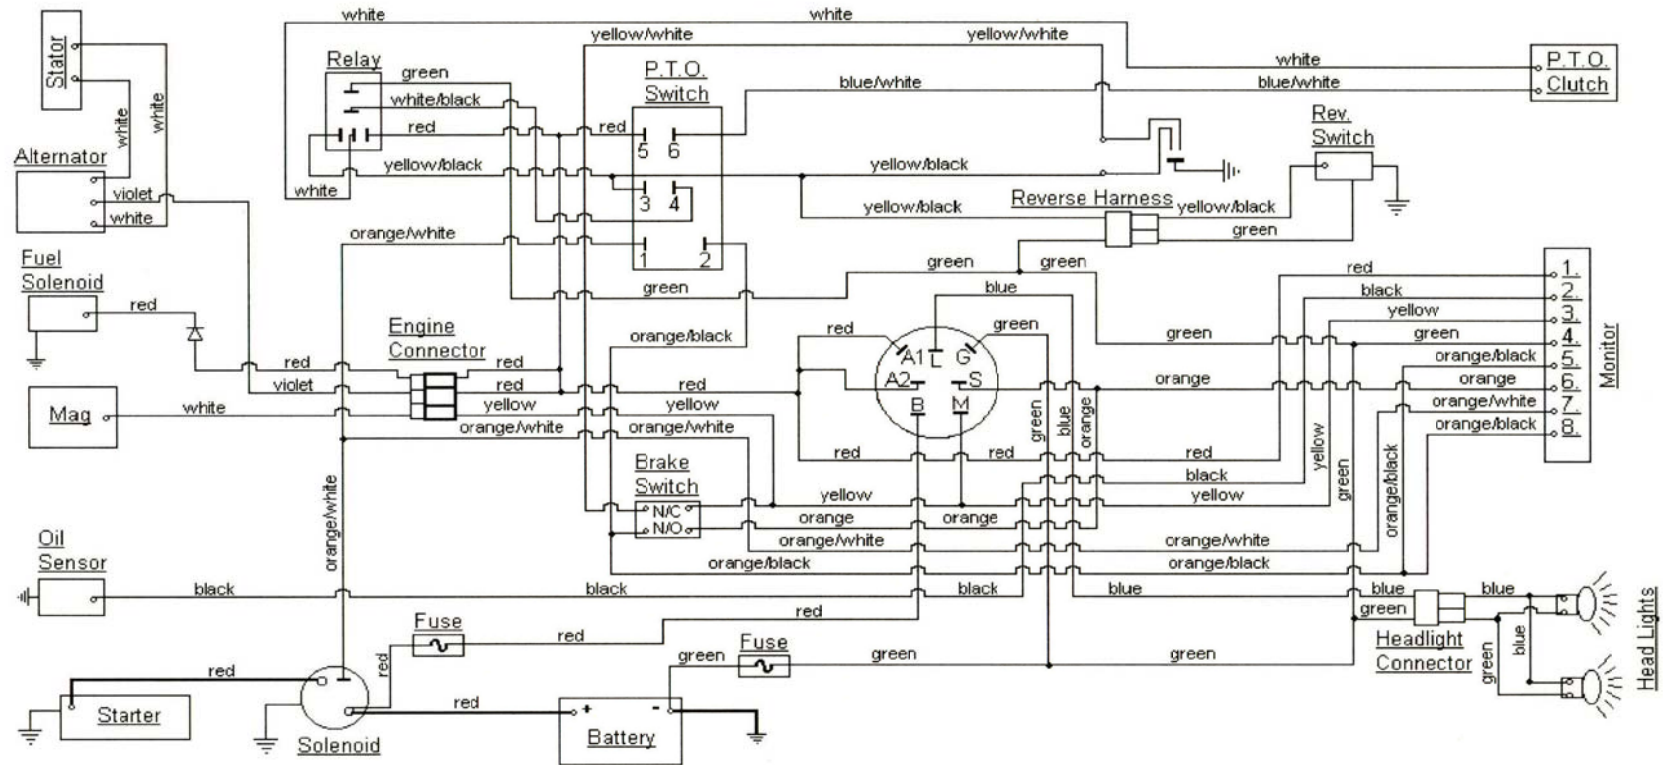 white
white
Stator
yellow/white
yellow/white
Relay
green
P.T.O.
Switch
blue/white
white
blue/white
P.T.O.
Clutch
white/black
white
white
red
red
5
6
Rev.
Switch
Alternator
yellow/black
yellow/black
violet
white
white
3
4
Reverse Harness
yellow/black
yellow/black
green
orange/white
1
2
Fuel
Solenoid
green
green
red
1.
green
blue
black
2.
red
yellow
3.
Engine
Connector
orange/black
red
green
green
green
4.
A1
L
G
orange/black
5.
Monitor
red
red
A2
S
orange
orange
6.
violet
red
red
Mag
white
yellow
yellow
B
M
green
blue
orange
orange/white
7.
orange/white
orange/white
orange/black
8.
red
red
red
yellow
Brake
Switch
black
green
orange/black
N/C
yellow
yellow
N/O
orange
orange
orange/white
orange/white
orange/white
Oil
Sensor
orange/black
orange/black
black
black
black
blue
blue
blue
green
red
Fuse
red
Headlight
Connector
Head Lights
Fuse
green
green
green
green
blue
red
red
red
+
-
Starter
Solenoid
Battery